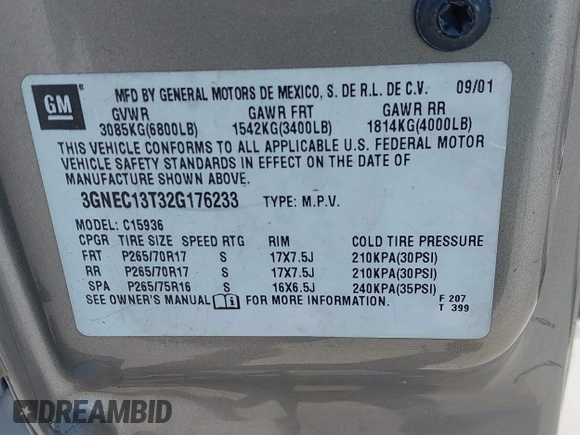 GM
MFD BY GENERAL MOTORS DE MEXICO, S. DE R.L. DE C.V. 09/01
GVWR GAWR FRT GAWR RR
3085KG(6800LB) 1542KG(3400LB) 1814KG(4000LB)
THIS VEHICLE CONFORMS TO ALL APPLICABLE U.S. FEDERAL MOTOR
VEHICLE SAFETY STANDARDS IN EFFECT ON THE DATE OF
MANUFACTURE SHOWN ABOVE.
3GNEC13T32G176233 TYPE: M.P.V.
MODEL: C15936
CPGR TIRE SIZE SPEED RTG RIM COLD TIRE PRESSURE
FRT P265/70R17 S 17X7.5J 210KPA(30PSI)
RR P265/70R17 S 17X7.5J 210KPA(30PSI)
SPA P265/75R16 S 16X6.5J 240KPA(35PSI)
SEE OWNER'S MANUAL FOR MORE INFORMATION. F 207
T 399
DREAMBID